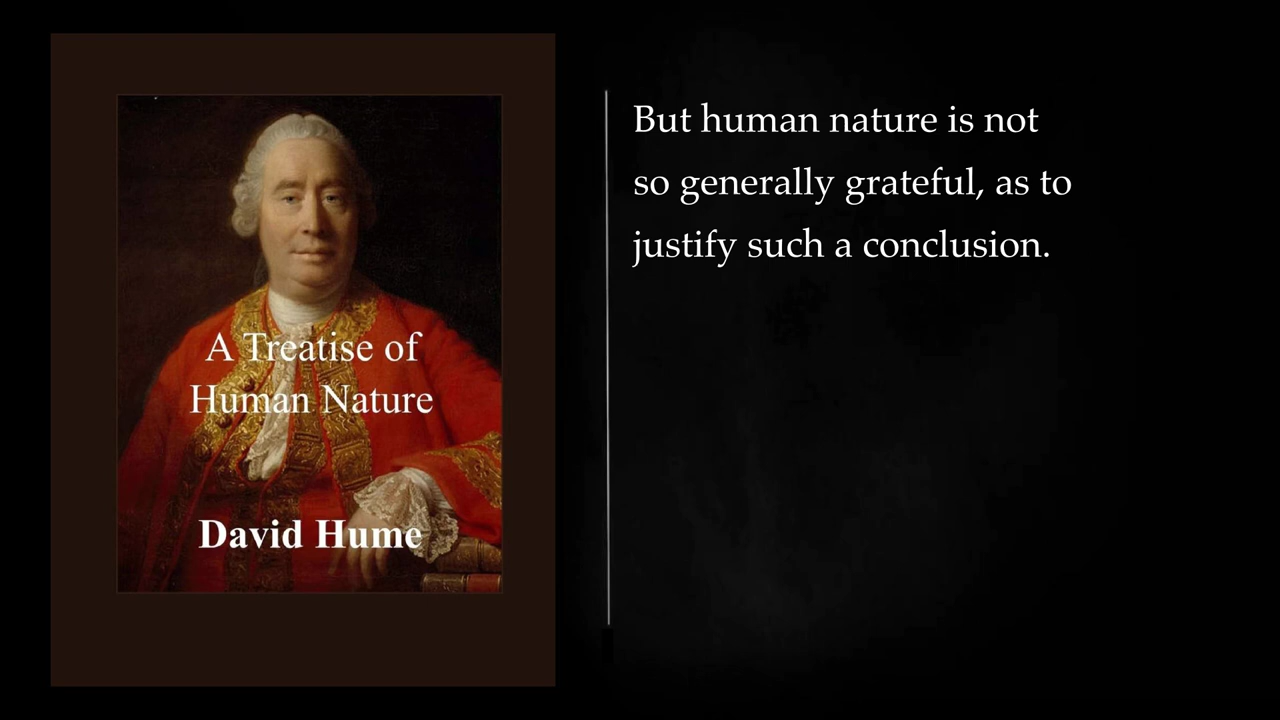 A Treatise of
Human Nature
David Hume
But human nature is not
so generally grateful, as to
justify such a conclusion.